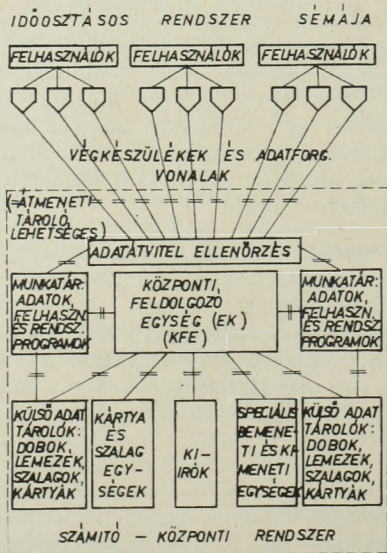 IDŐOSZTÁSOS RENDSZER SÉMÁJA
FELHASZNÁLÓK FELHASZNÁLÓK FELHASZNÁLÓK
VÉGKÉSZÜLÉKEK ÉS ADATFORG.
VONALAK
(=ÁTMENETI
TÁROLÓ,
LEHETSÉGES)
ADATÁTVITEL ELLENŐRZÉS
MUNKATÁR:
ADATOK,
FELHASZN.
ÉS RENDSZ.
PROGRAMOK
KÖZPONTI,
FELDOLGOZÓ
EGYSÉG (EK)
(KFE)
MUNKATÁR:
ADATOK,
FELHASZN.
ÉS RENDSZ.
PROGRAMOK
KÜLSŐ ADAT
TÁROLÓK:
DOBOK,
LEMEZEK,
SZALAGOK,
KÁRTYÁK
KÁRTYA
ÉS
SZALAG
EGY-
SÉGEK
KI-
ÍRÓK
SPECIÁLIS
BEMENE-
TI ÉS KI-
MENETI
EGYSÉGEK
KÜLSŐ ADAT
TÁROLÓK:
DOBOK,
LEMEZEK,
SZALAGOK,
KÁRTYÁK
SZÁMITÓ - KÖZPONTI RENDSZER